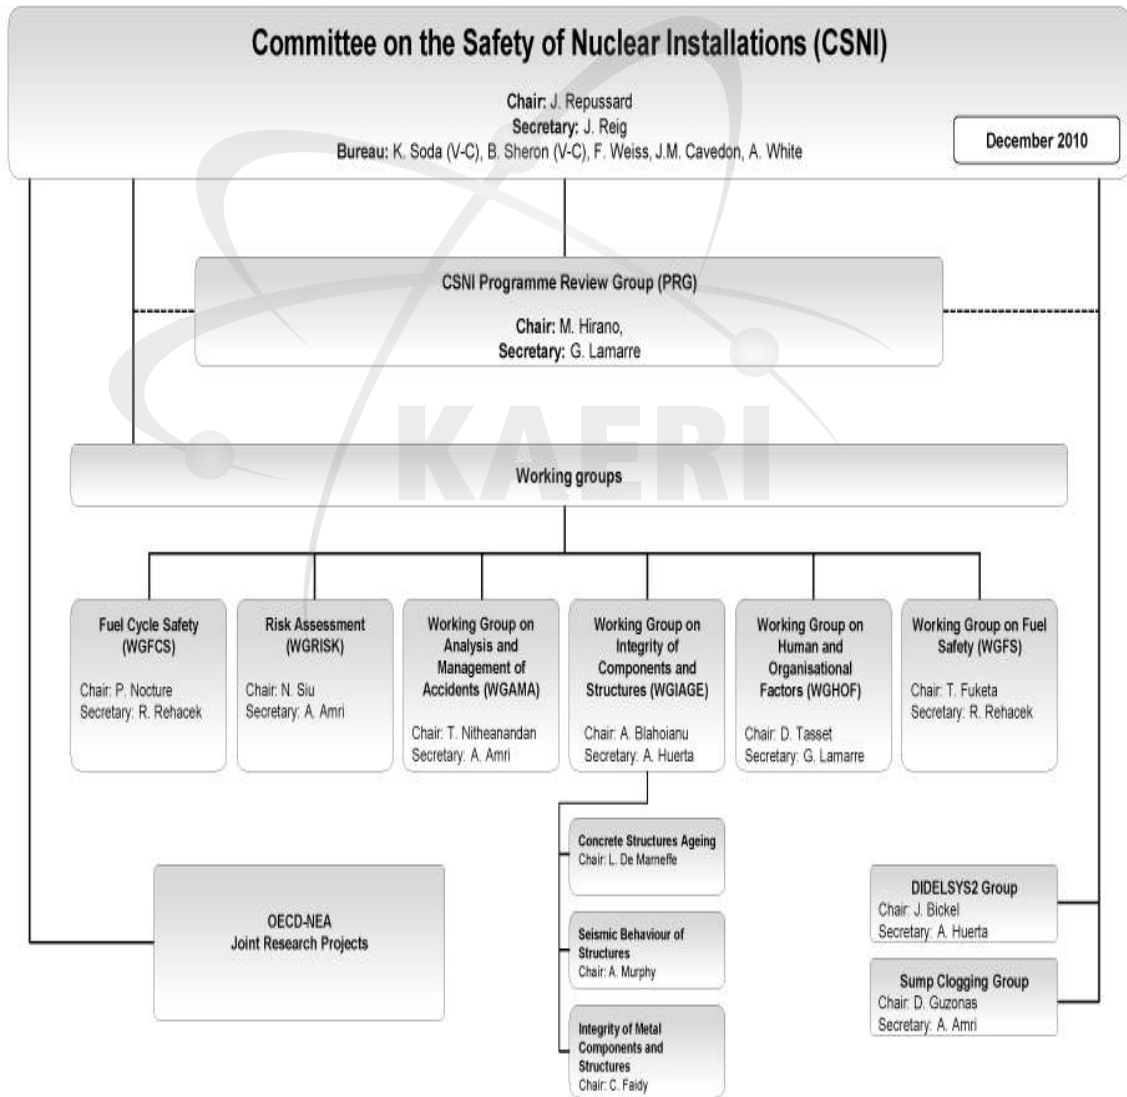 Committee on the Safety of Nuclear Installations (CSNI)
Chair: J. Repussard
Secretary: J. Reig
Bureau: K. Soda (V-C), B. Sheron (V-C), F. Weiss, J.M. Cavedon, A. White
December 2010
CSNI Programme Review Group (PRG)
Chair: M. Hirano,
Secretary: G. Lamarre
KAERI
Working groups
Fuel Cycle Safety
(WGFCS)
Chair: P. Nocture
Secretary: R. Rehacek
Risk Assessment
(WGRISK)
Chair: N. Siu
Secretary: A. Amri
Working Group on
Analysis and
Management of
Accidents (WGAMA)
Chair: T. Nitheanandan
Secretary: A. Amri
Working Group on
Integrity of
Components and
Structures (WGIAGE)
Chair: A. Blahoianu
Secretary: A. Huerta
Working Group on
Human and
Organisational
Factors (WGHOF)
Chair: D. Tasset
Secretary: G. Lamarre
Working Group on Fuel
Safety (WGFS)
Chair: T. Fuketa
Secretary: R. Rehacek
Concrete Structures Ageing
Chair: L. De Marneffe
Seismic Behaviour of
Structures
Chair: A. Murphy
Integrity of Metal
Components and
Structures
Chair: C. Faidy
OECD-NEA
Joint Research Projects
DIDELSYS2 Group
Chair: J. Bickel
Secretary: A. Huerta
Sump Clogging Group
Chair: D. Guzonas
Secretary: A. Amri